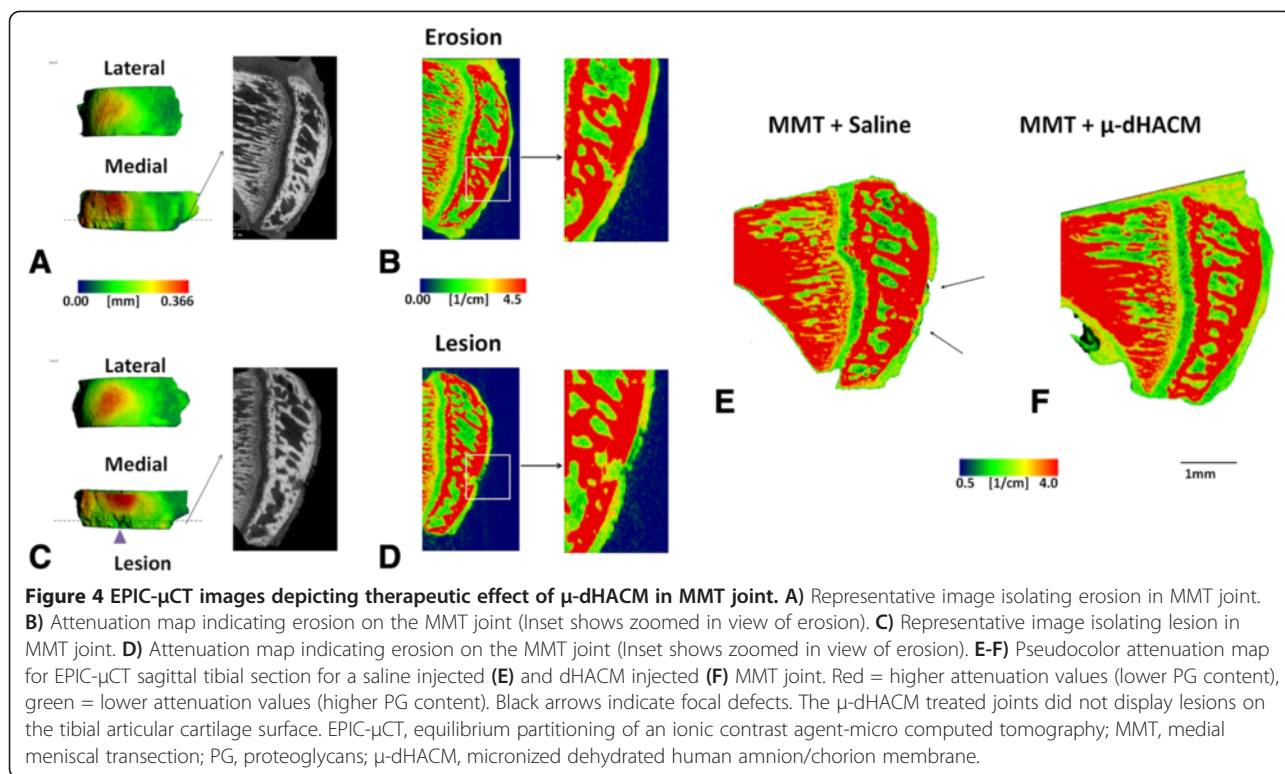 Erosion
Lateral
Medial
A
0.00 [mm] 0.366
B
0.00 [1/cm] 4.5
MMT + Saline
MMT + µ-dHACM
E
F
0.5 [1/cm] 4.0
1mm
Lateral
Medial
C
Lesion
Lesion
D
Figure 4 EPIC-µCT images depicting therapeutic effect of µ-dHACM in MMT joint. A) Representative image isolating erosion in MMT joint.
B) Attenuation map indicating erosion on the MMT joint (Inset shows zoomed in view of erosion). C) Representative image isolating lesion in
MMT joint. D) Attenuation map indicating erosion on the MMT joint (Inset shows zoomed in view of erosion). E-F) Pseudocolor attenuation map
for EPIC-µCT sagittal tibial section for a saline injected (E) and dHACM injected (F) MMT joint. Red = higher attenuation values (lower PG content),
green = lower attenuation values (higher PG content). Black arrows indicate focal defects. The µ-dHACM treated joints did not display lesions on
the tibial articular cartilage surface. EPIC-µCT, equilibrium partitioning of an ionic contrast agent-micro computed tomography; MMT, medial
meniscal transection; PG, proteoglycans; µ-dHACM, micronized dehydrated human amnion/chorion membrane.